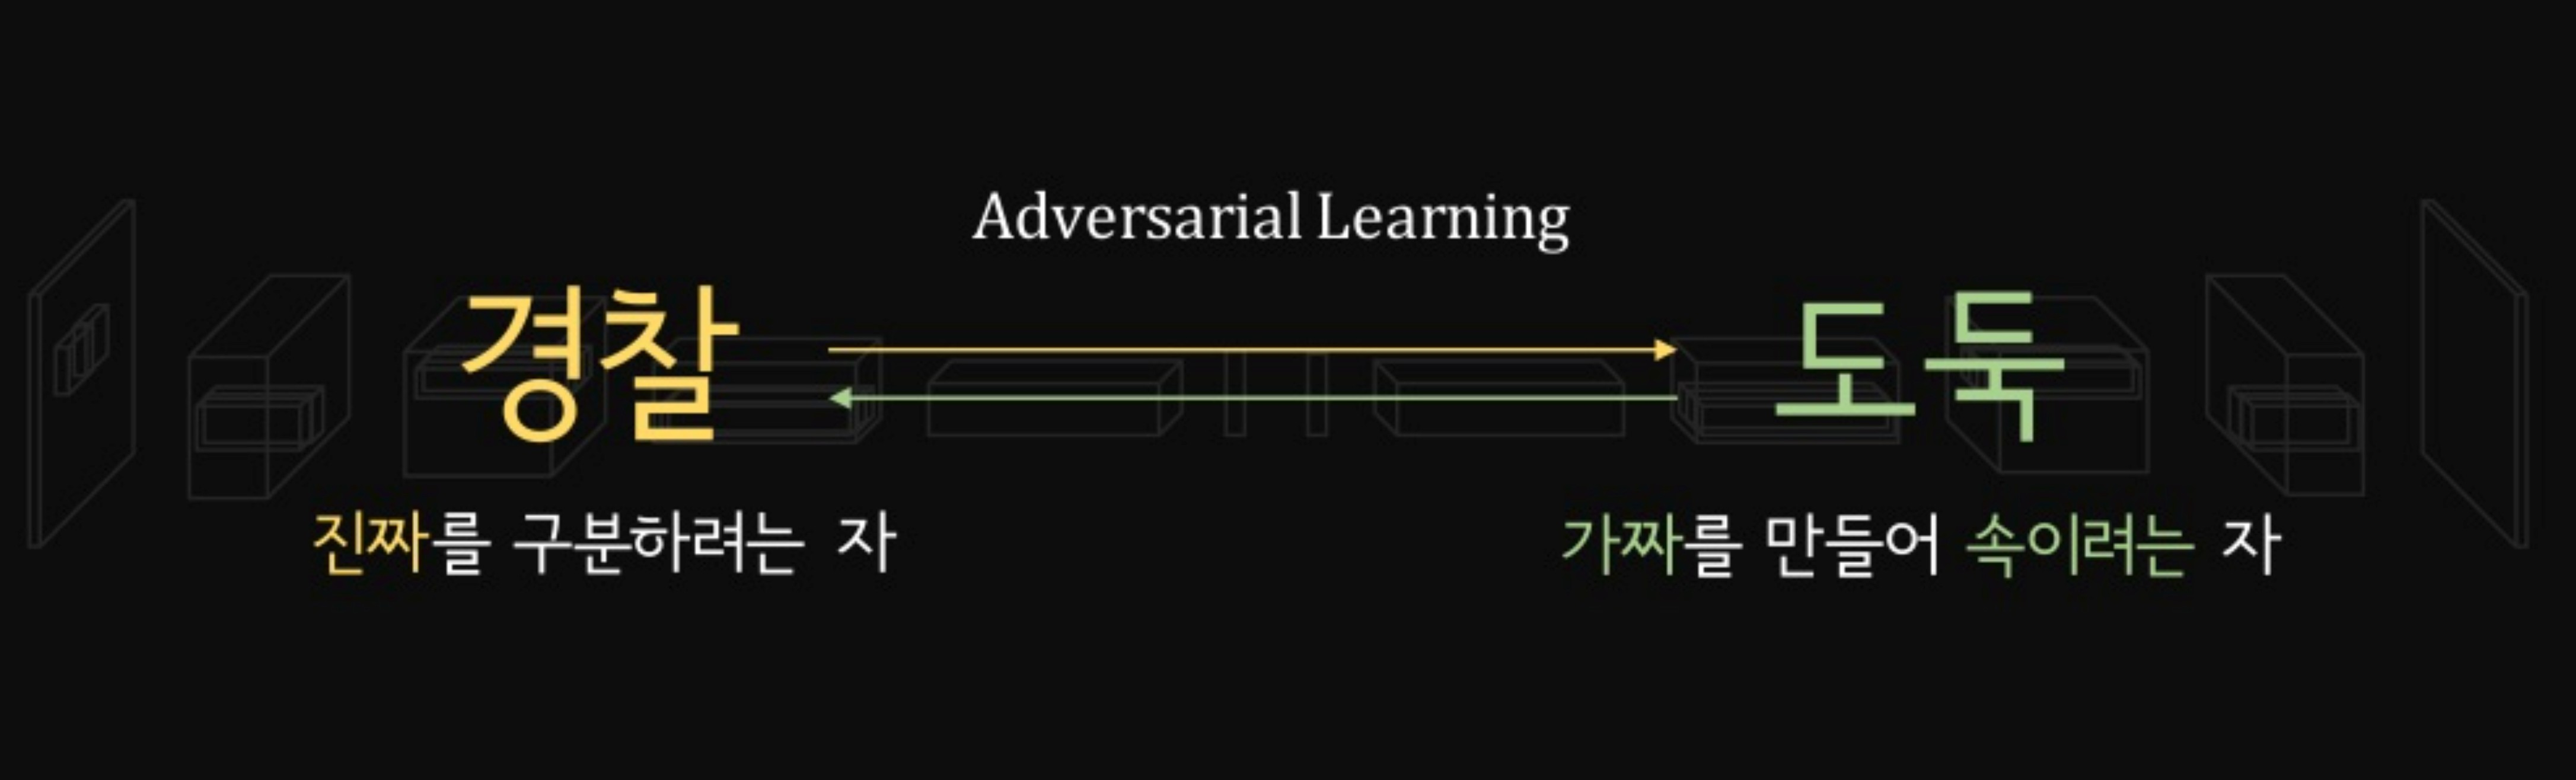 Adversarial Learning
경찰
도둑
진짜를 구분하려는 자
가짜를 만들어 속이려는 자